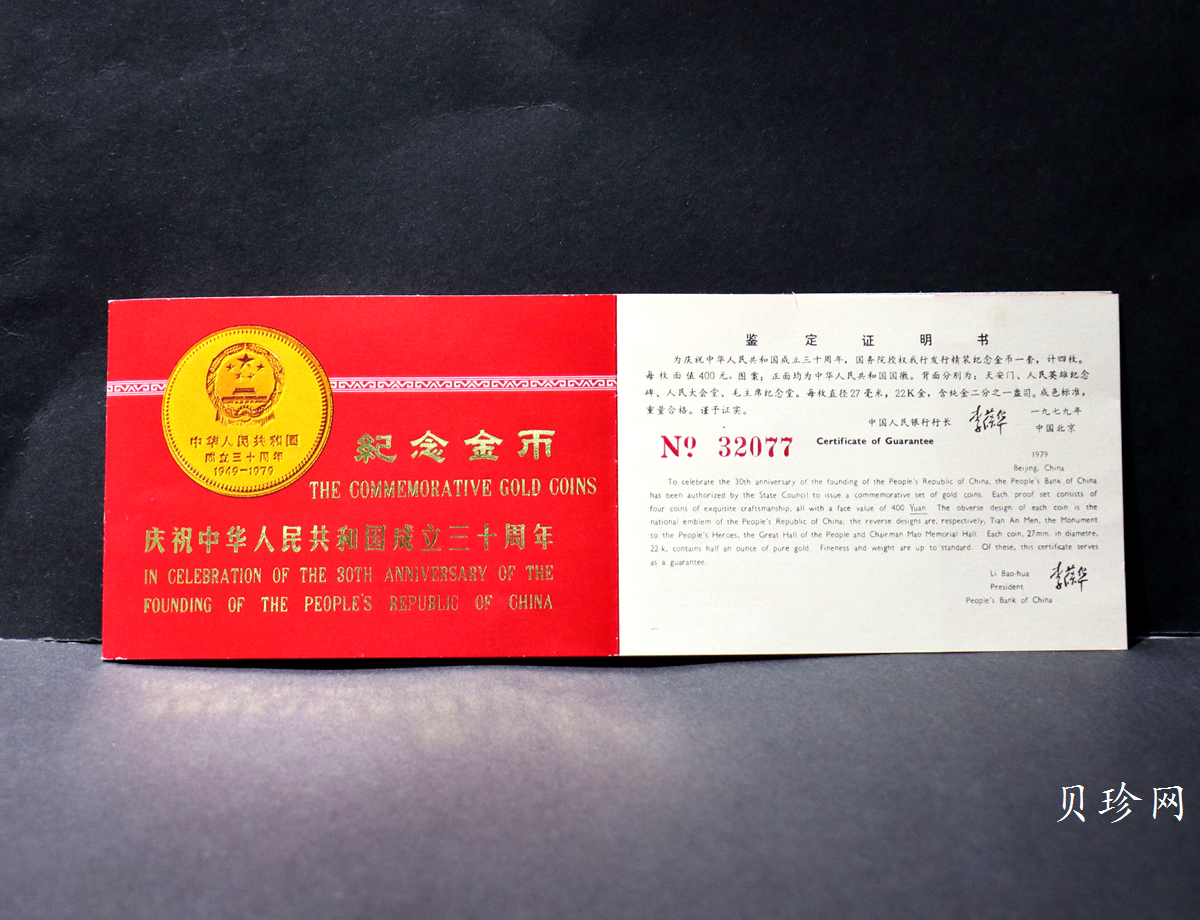 中华人民共和国
成立三十周年
1949-1979
紀念金币
THE COMMEMORATIVE GOLD COINS
庆祝中华人民共和国成立三十周年
IN CELEBRATION OF THE 30TH ANNIVERSARY OF THE
FOUNDING OF THE PEOPLE'S REPUBLIC OF CHINA
鉴定证明书
为庆祝中华人民共和国成立三十周年，国务院授权我行发行精装纪念金币一套，计四枚。
每枚面值400元。图案：正面均为中华人民共和国国徽。背面分别为：天安门、人民英雄纪念
碑、人民大会堂、毛主席纪念堂。每枚直径27毫米，22K金，含纯金二分之一盎司。成色标准，
重量合格。谨予证实。
中国人民银行行长 李葆华
一九七九年
中国北京
Nº 32077
Certificate of Guarantee
1979
Beijing, China
To celebrate the 30th anniversary of the founding of the People's Republic of China, the People's Bank of China
has been authorized by the State Council to issue a commemorative set of gold coins. Each proof set consists of
four coins of exquisite craftsmanship, all with a face value of 400 Yuan The obverse design of each coin is the
national emblem of the People's Republic of China; the reverse designs are, respectively, Tian An Men, the Monument
to the People's Heroes, the Great Hall of the People and Chairman Mao Memorial Hall. Each coin, 27mm. in diametre,
22 k, contains half an ounce of pure gold. Fineness and weight are up to standard. Of these, this certificate serves
as a guarantee.
Li Bao-hua 李葆华
President
People's Bank of China
贝珍网